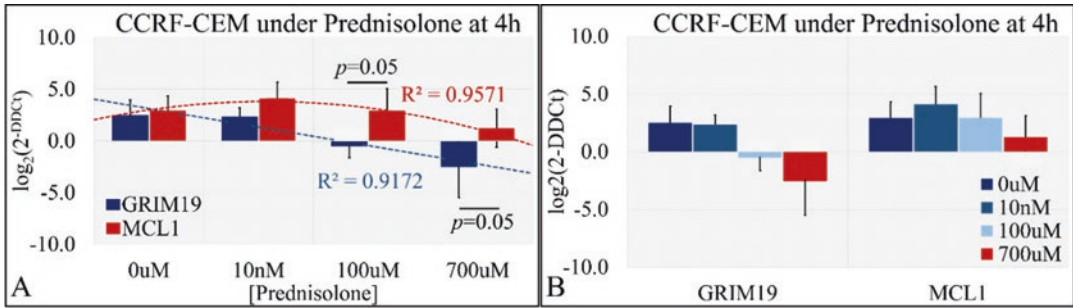 CCRF-CEM under Prednisolone at 4h
10.0
5.0
0.0
-5.0
-10.0
log₂(2⁻ᴰᴰᶜᵗ)
p=0.05
R² = 0.9571
R² = 0.9172
p=0.05
GRIM19
MCL1
0uM 10nM 100uM 700uM
[Prednisolone]
A
CCRF-CEM under Prednisolone at 4h
10.0
5.0
0.0
-5.0
-10.0
log2(2-DDCt)
0uM
10nM
100uM
700uM
GRIM19 MCL1
B